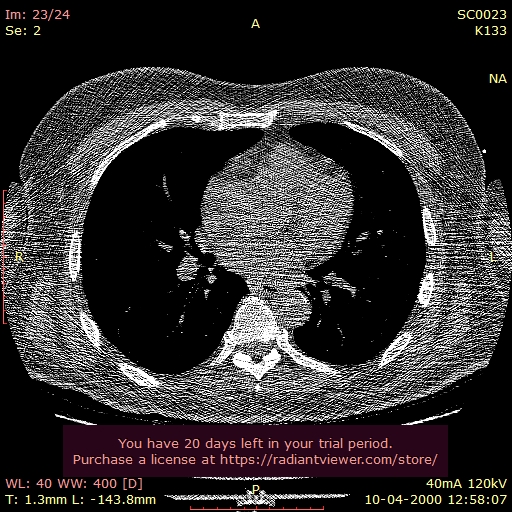 Im: 23/24
Se: 2
A
SC0023
K133
NA
R
L
You have 20 days left in your trial period.
Purchase a license at https://radiantviewer.com/store/
P
WL: 40 WW: 400 [D]
T: 1.3mm L: -143.8mm
40mA 120kV
10-04-2000 12:58:07